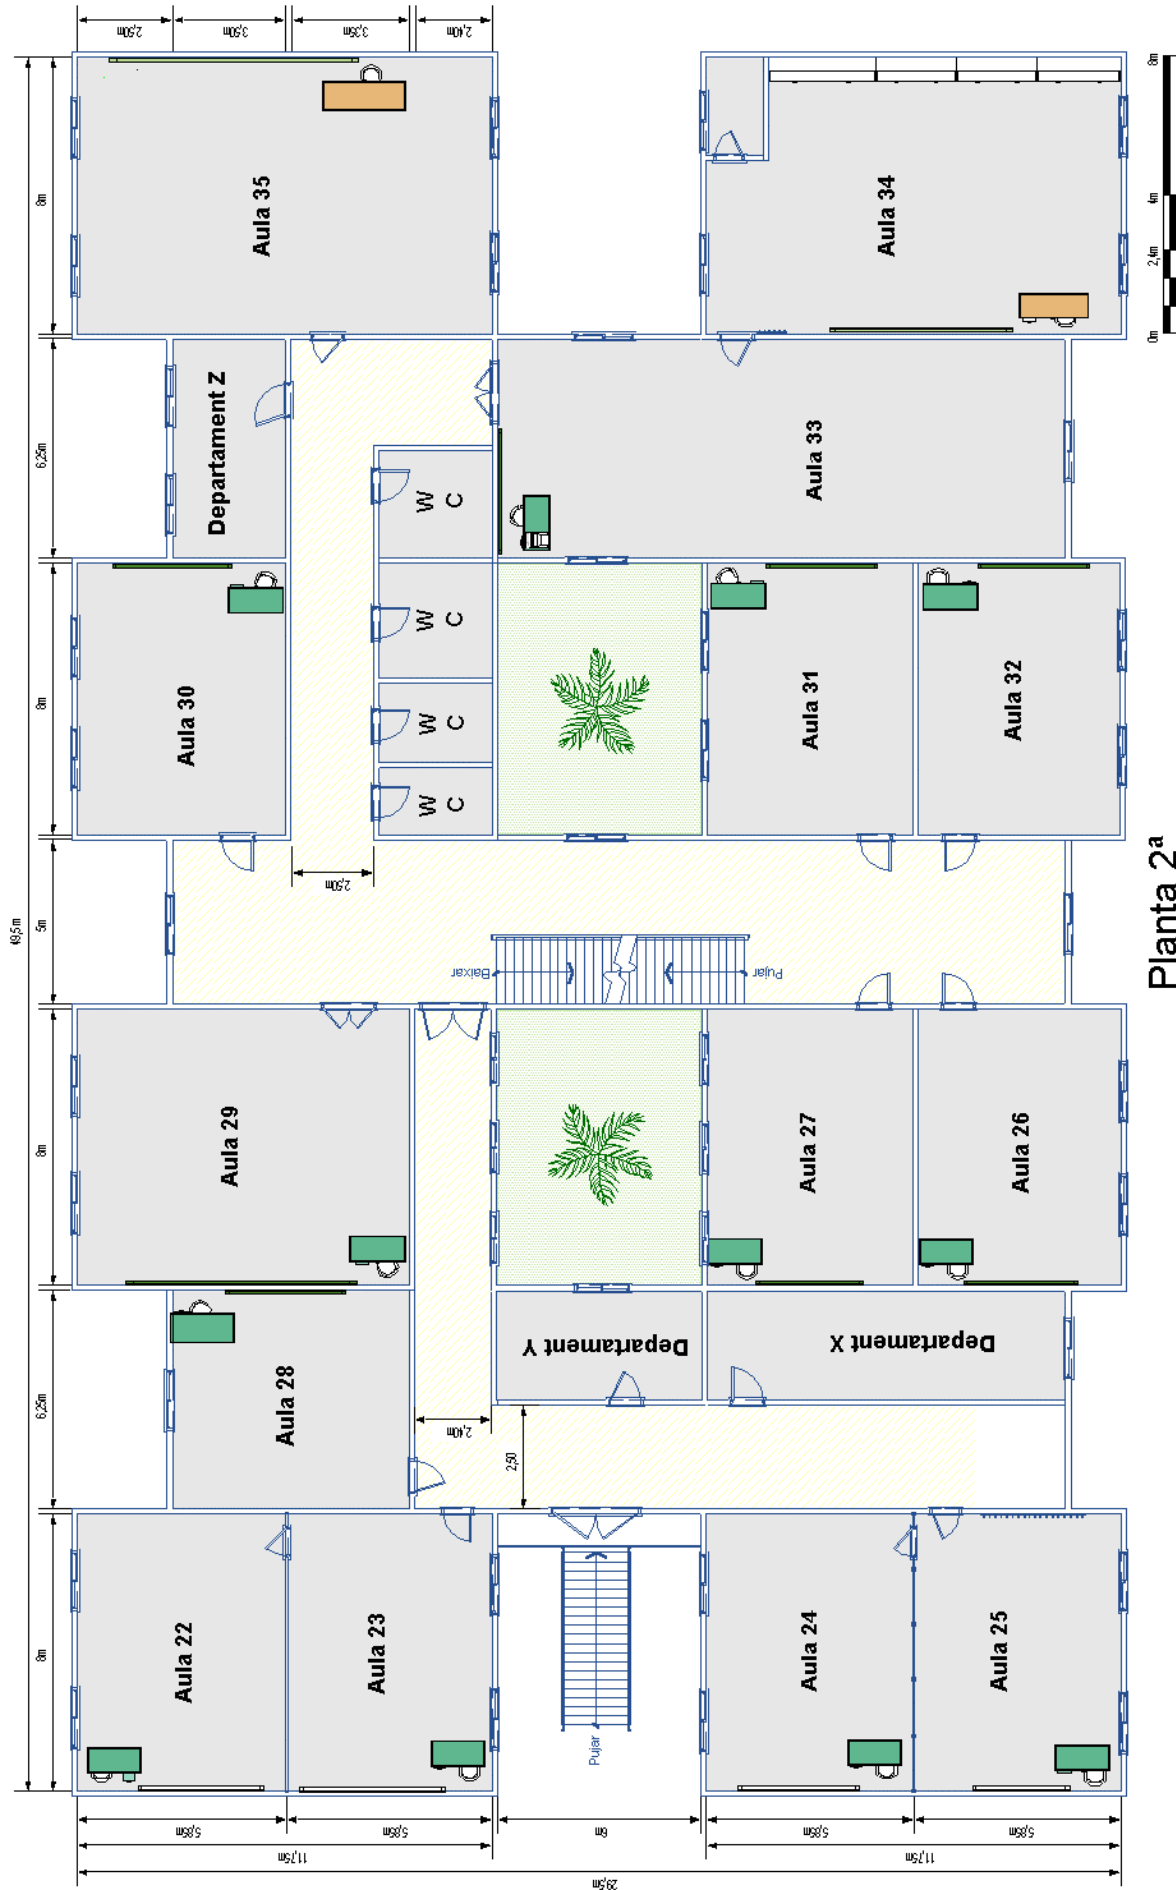 Planta 2ª
49,5 m
8m
6,25m
8m
5m
8m
6,25m
8m
29,5m
11,75m
6m
11,75m
5,85m
5,85m
5,85m
5,85m
2,50m
3,50m
3,35m
2,40m
Aula 22
Aula 23
Aula 24
Aula 25
Pujar
Aula 28
2,40m
2,50
Departament Y
Departament X
Aula 29
Aula 27
Aula 26
Baixar
Pujar
2,50m
Aula 30
W C
W C
W C
W C
Aula 31
Aula 32
Departament Z
Aula 33
Aula 35
Aula 34
0m
2,4m
4m
8m